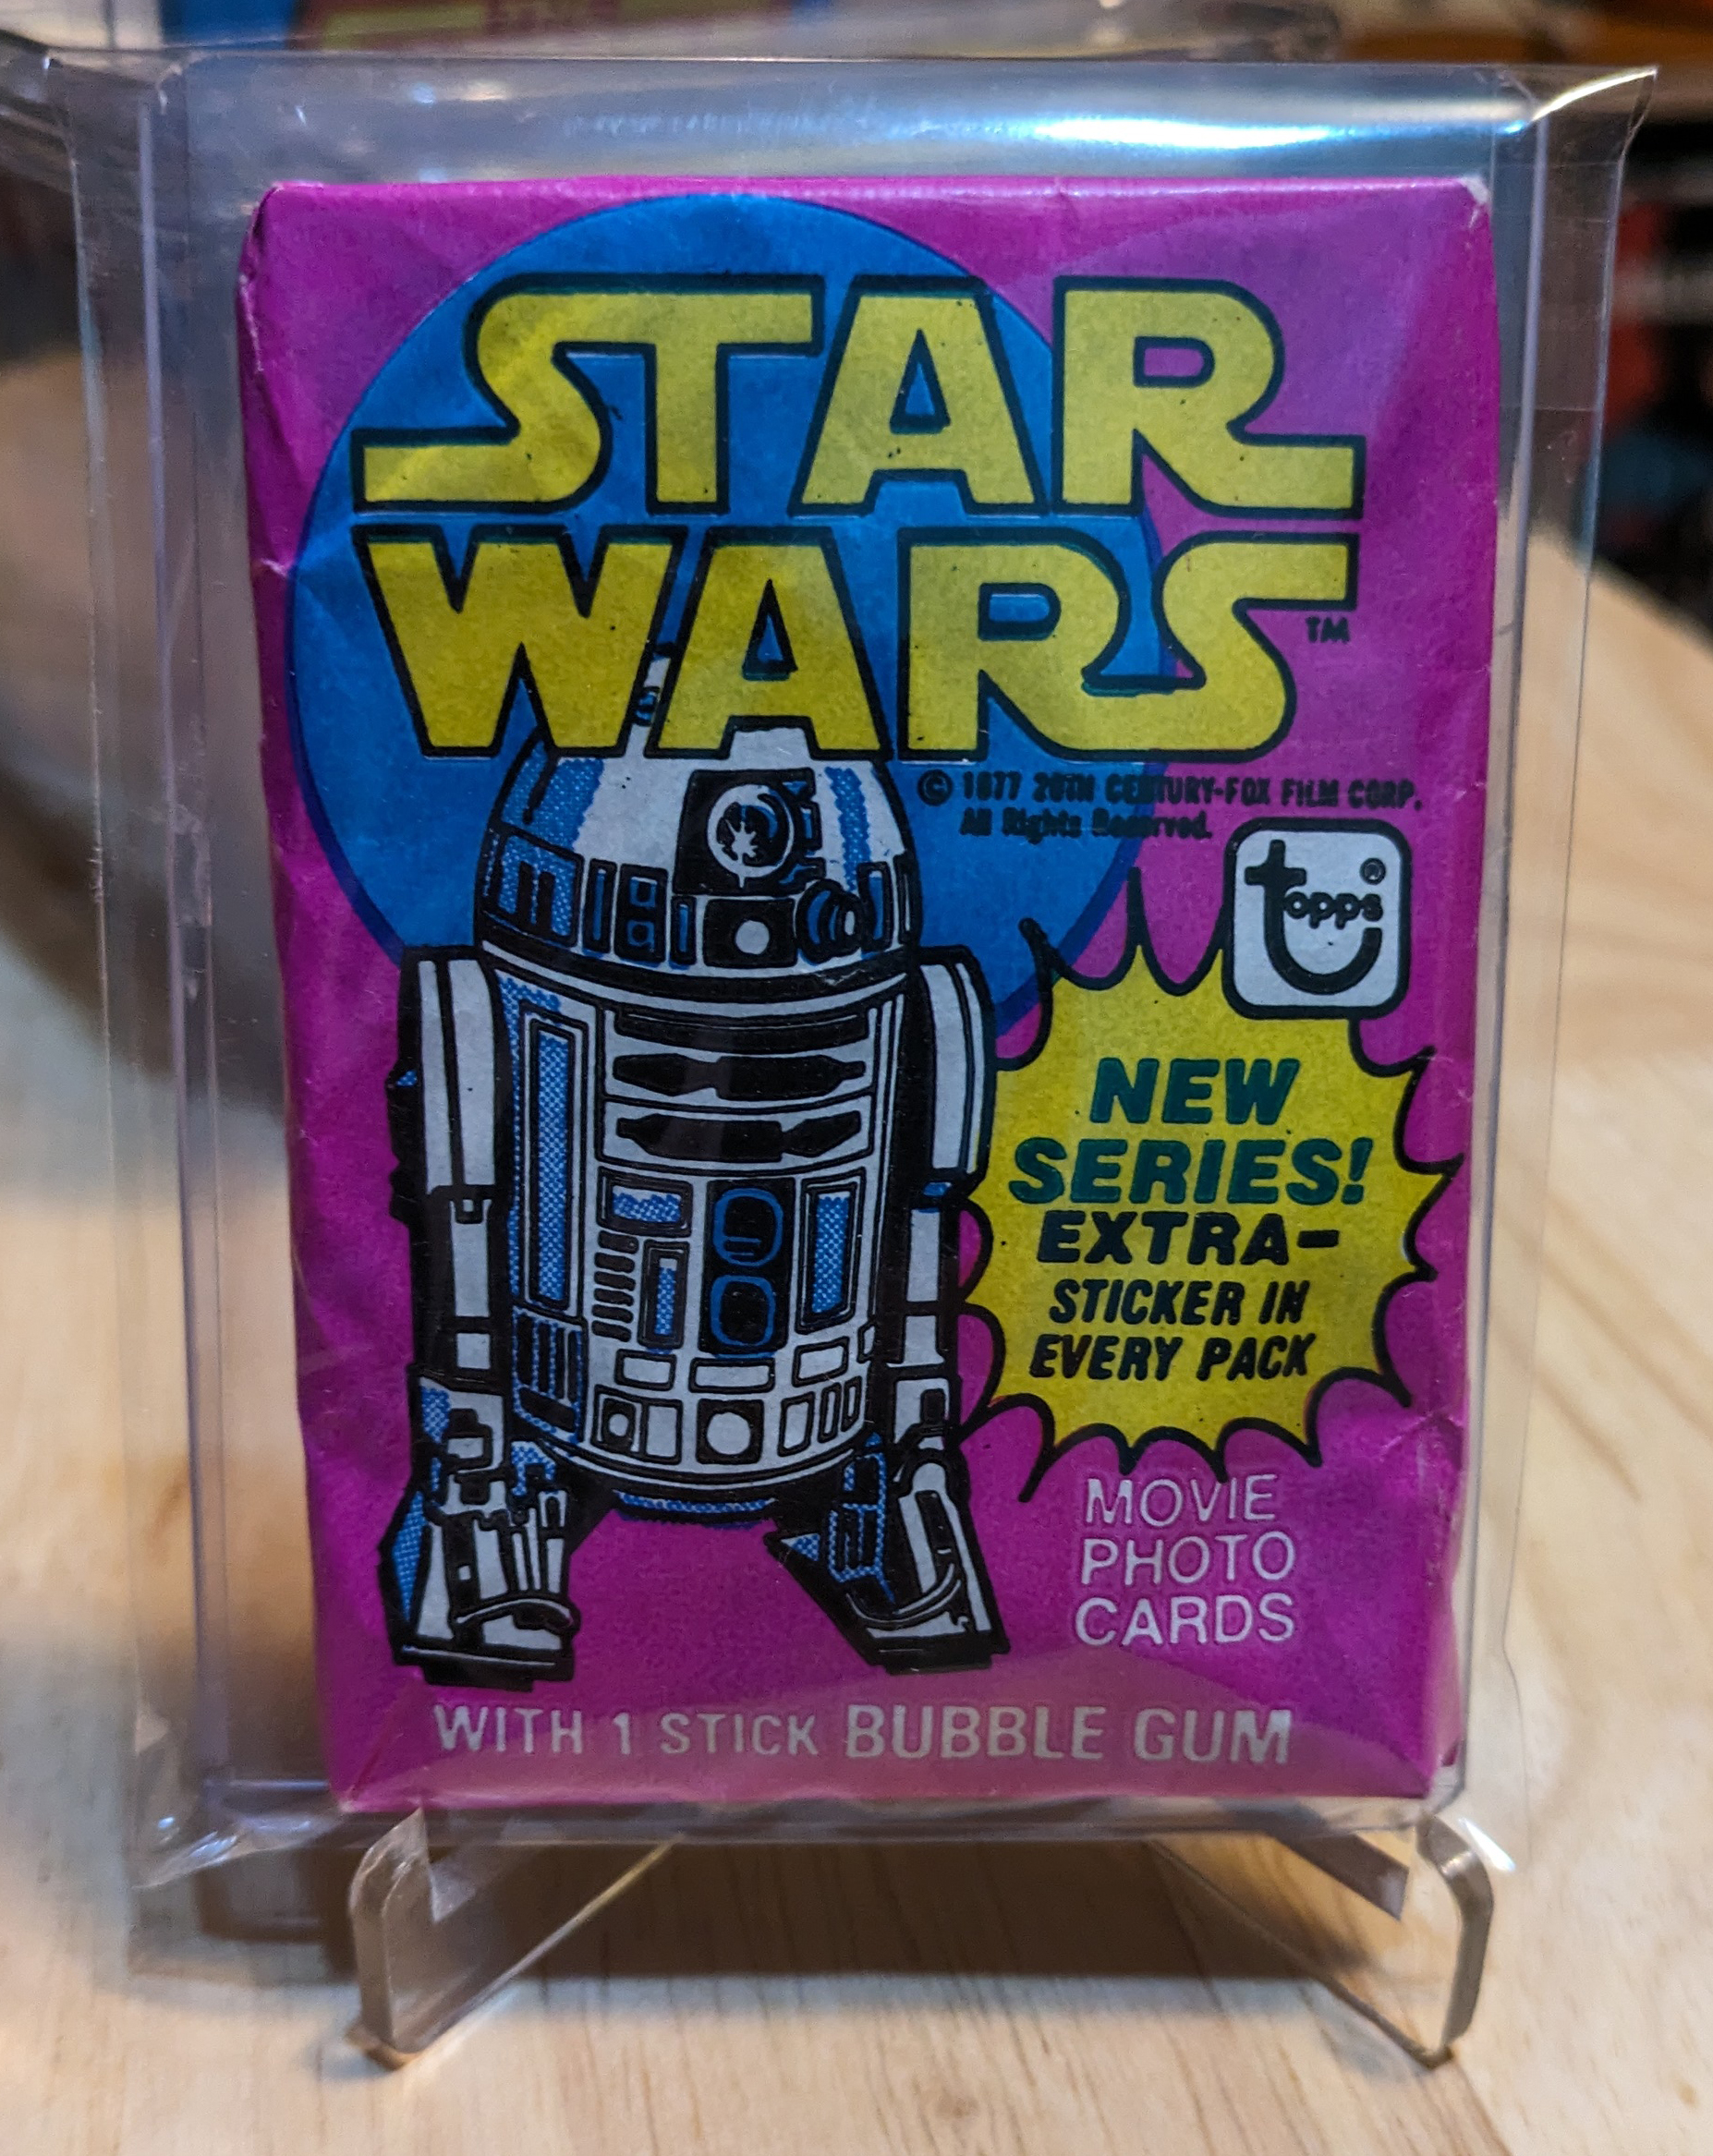 STAR
WARS
TM
© 1977 20TH CENTURY-FOX FILM CORP.
All Rights Reserved.
topps®
NEW
SERIES!
EXTRA-
STICKER IN
EVERY PACK
MOVIE
PHOTO
CARDS
WITH 1 STICK BUBBLE GUM